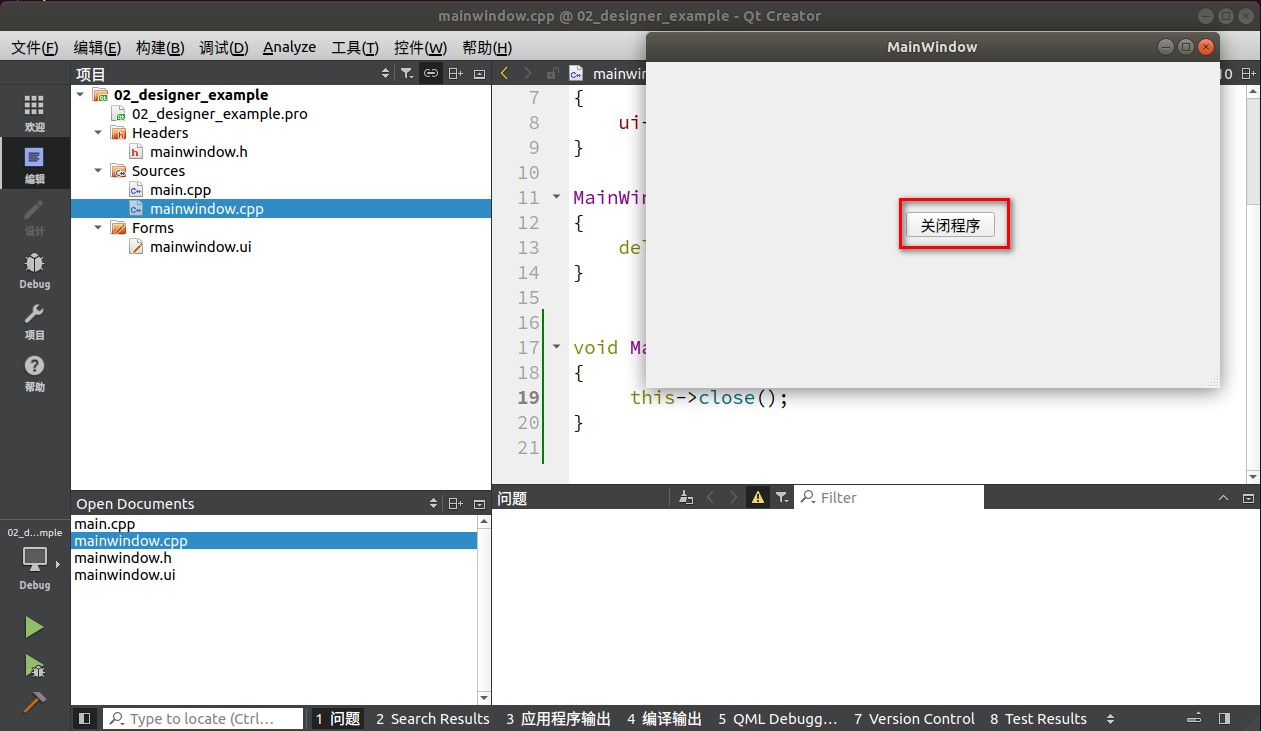 mainwindow.cpp @ 02_designer_example - Qt Creator
文件(F) 编辑(E) 构建(B) 调试(D) Analyze 工具(T) 控件(W) 帮助(H)
MainWindow
关闭程序
欢迎
编辑
设计
Debug
项目
帮助
02_d...mple
Debug
项目
02_designer_example
02_designer_example.pro
Headers
mainwindow.h
Sources
main.cpp
mainwindow.cpp
Forms
mainwindow.ui
Open Documents
main.cpp
mainwindow.cpp
mainwindow.h
mainwindow.ui
mainwin
10
7 {
8 ui-
9 }
10
11 MainWin
12 {
13 del
14 }
15
16
17 void Ma
18 {
19 this->close();
20 }
21
问题 Filter
Type to locate (Ctrl... 1 问题 2 Search Results 3 应用程序输出 4 编译输出 5 QML Debugg... 7 Version Control 8 Test Results